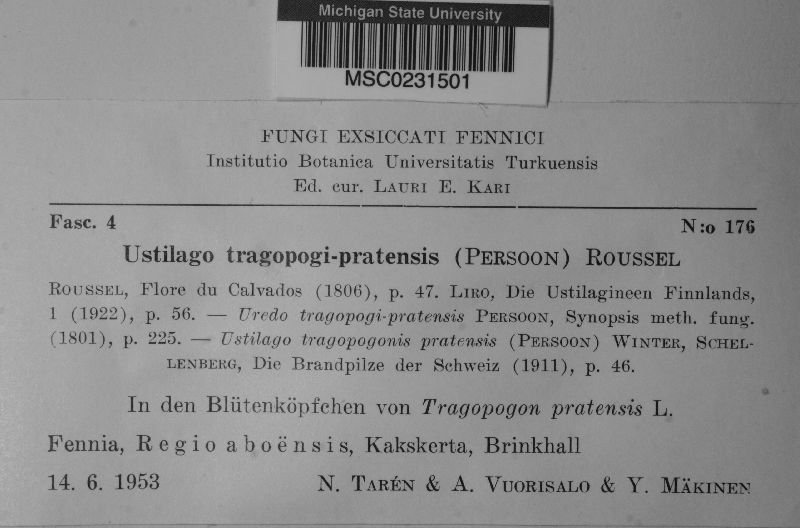 Michigan State University
MSC0231501
FUNGI EXSICCATI FENNICI
Institutio Botanica Universitatis Turkuensis
Ed. cur. LAURI E. KARI
Fasc. 4 N:o 176
Ustilago tragopogi-pratensis (PERSOON) ROUSSEL
ROUSSEL, Flore du Calvados (1806), p. 47. LIRO, Die Ustilagineen Finnlands,
1 (1922), p. 56. — Uredo tragopogi-pratensis PERSOON, Synopsis meth. fung.
(1801), p. 225. — Ustilago tragopogonis pratensis (PERSOON) WINTER, SCHEL-
LENBERG, Die Brandpilze der Schweiz (1911), p. 46.
In den Blütenköpfchen von Tragopogon pratensis L.
Fennia, Regio aboënsis, Kakskerta, Brinkhall
14. 6. 1953 N. TARÉN & A. VUORISALO & Y. MÄKINEN